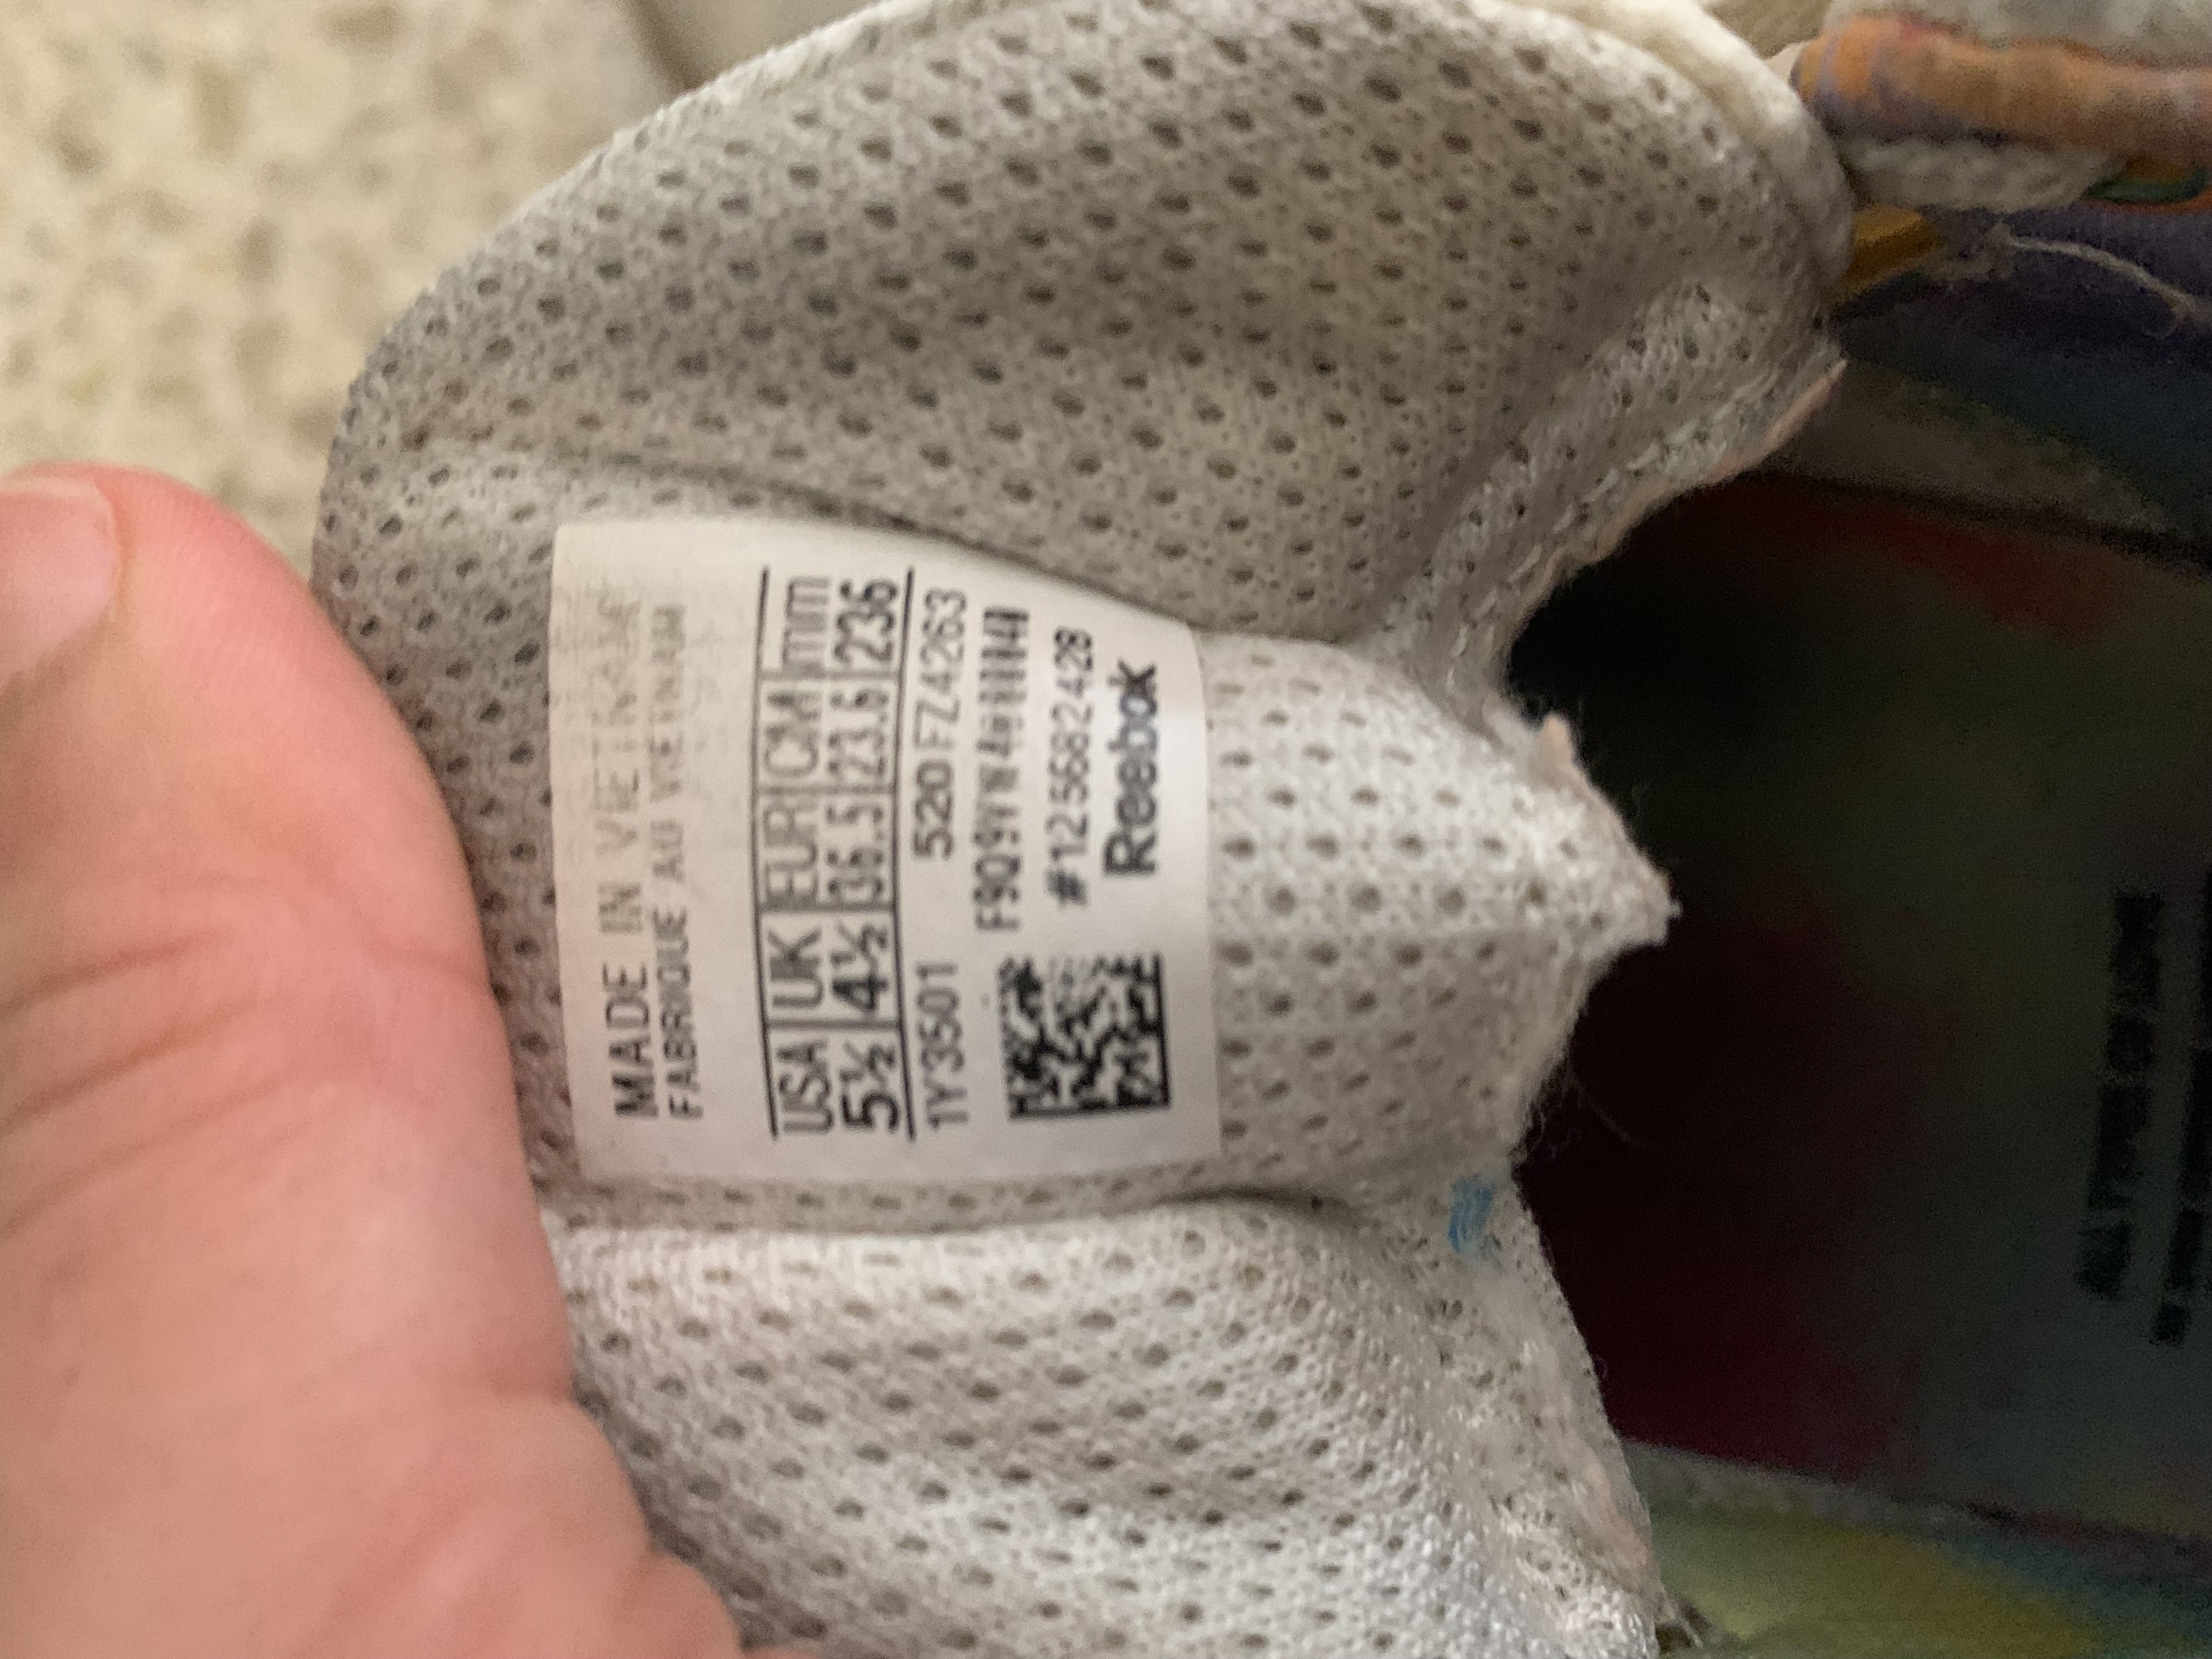 MADE IN VIETNAM
FABRIQUE AU VIETNAM
USA UK EUR CM mm
5½ 4½ 36.5 23.6 236
1Y3501 520 FZ4263
#125682428
Reebok